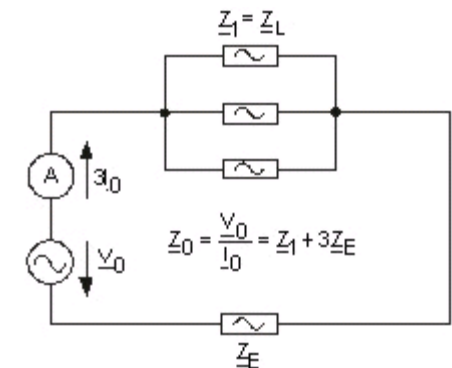 Z1 = ZL
A
3I0
V0
Z0 = V0/I0 = Z1 + 3ZE
ZE